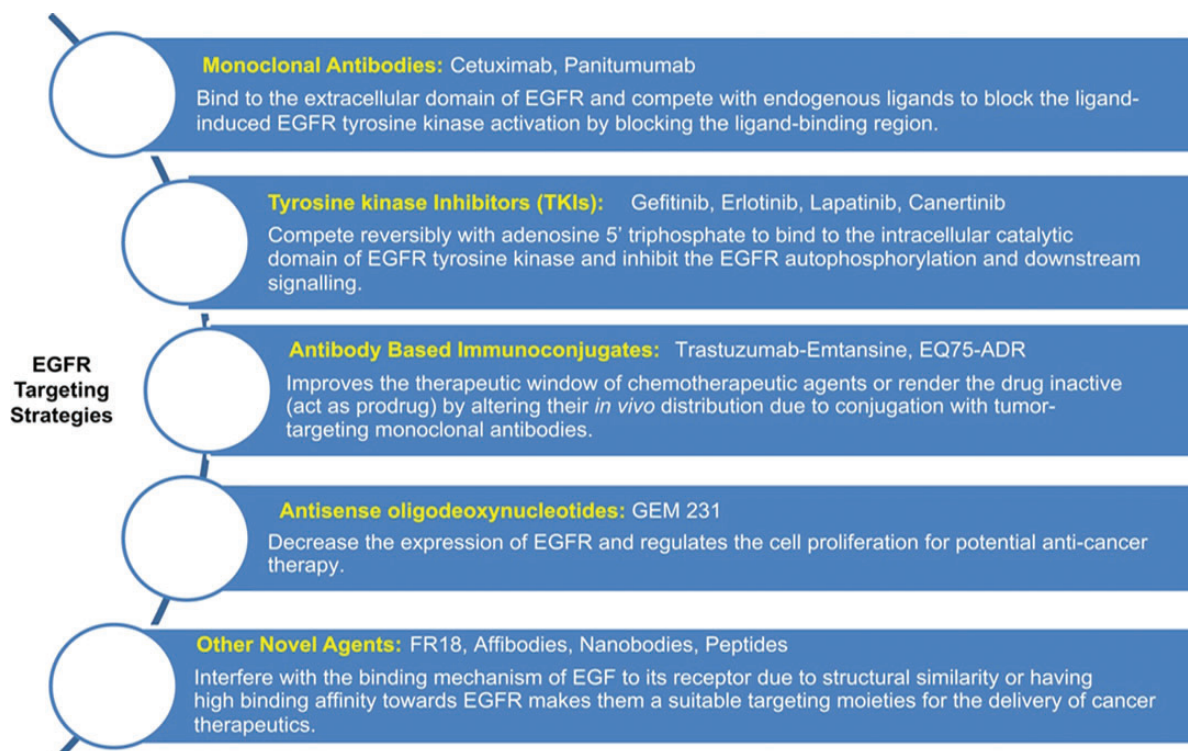 Monoclonal Antibodies: Cetuximab, Panitumumab
Bind to the extracellular domain of EGFR and compete with endogenous ligands to block the ligand-
induced EGFR tyrosine kinase activation by blocking the ligand-binding region.
Tyrosine kinase Inhibitors (TKIs): Gefitinib, Erlotinib, Lapatinib, Canertinib
Compete reversibly with adenosine 5’ triphosphate to bind to the intracellular catalytic
domain of EGFR tyrosine kinase and inhibit the EGFR autophosphorylation and downstream
signalling.
EGFR
Targeting
Strategies
Antibody Based Immunoconjugates: Trastuzumab-Emtansine, EQ75-ADR
Improves the therapeutic window of chemotherapeutic agents or render the drug inactive
(act as prodrug) by altering their in vivo distribution due to conjugation with tumor-
targeting monoclonal antibodies.
Antisense oligodeoxynucleotides: GEM 231
Decrease the expression of EGFR and regulates the cell proliferation for potential anti-cancer
therapy.
Other Novel Agents: FR18, Affibodies, Nanobodies, Peptides
Interfere with the binding mechanism of EGF to its receptor due to structural similarity or having
high binding affinity towards EGFR makes them a suitable targeting moieties for the delivery of cancer
therapeutics.